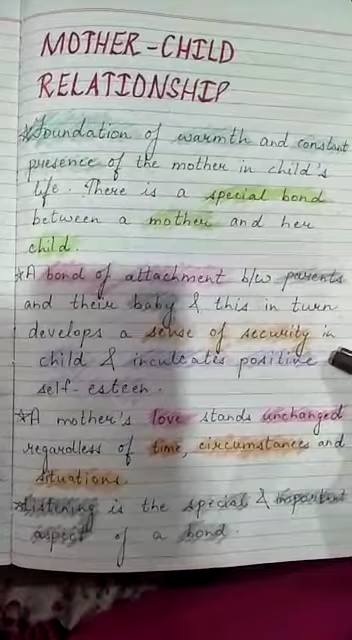 MOTHER-CHILD
RELATIONSHIP
*Foundation of warmth and constant
presence of the mother in child's
life. There is a special bond
between a mother and her
child.
*A bond of attachment b/w parents
and their baby & this in turn
develops a sense of security in
child & inculcates positive
self-esteen.
*A mother's love stands unchanged
regardless of time, circumstances and
situations.
*Listening is the special & important
aspect of a bond.